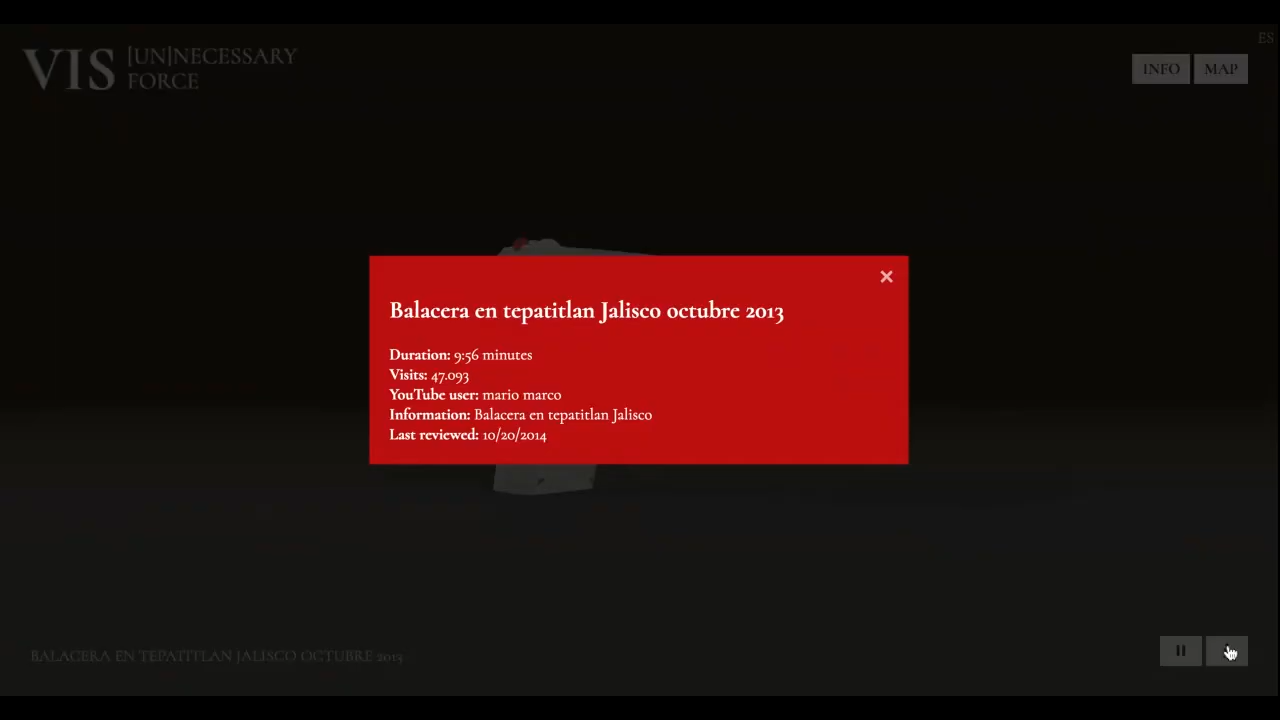 VIS [UN]NECESSARY
FORCE
ES
INFO MAP
×
Balacera en tepatitlan Jalisco octubre 2013
Duration: 9:56 minutes
Visits: 47.093
YouTube user: mario marco
Information: Balacera en tepatitlan Jalisco
Last reviewed: 10/20/2014
BALACERA EN TEPATITLAN JALISCO OCTUBRE 2013